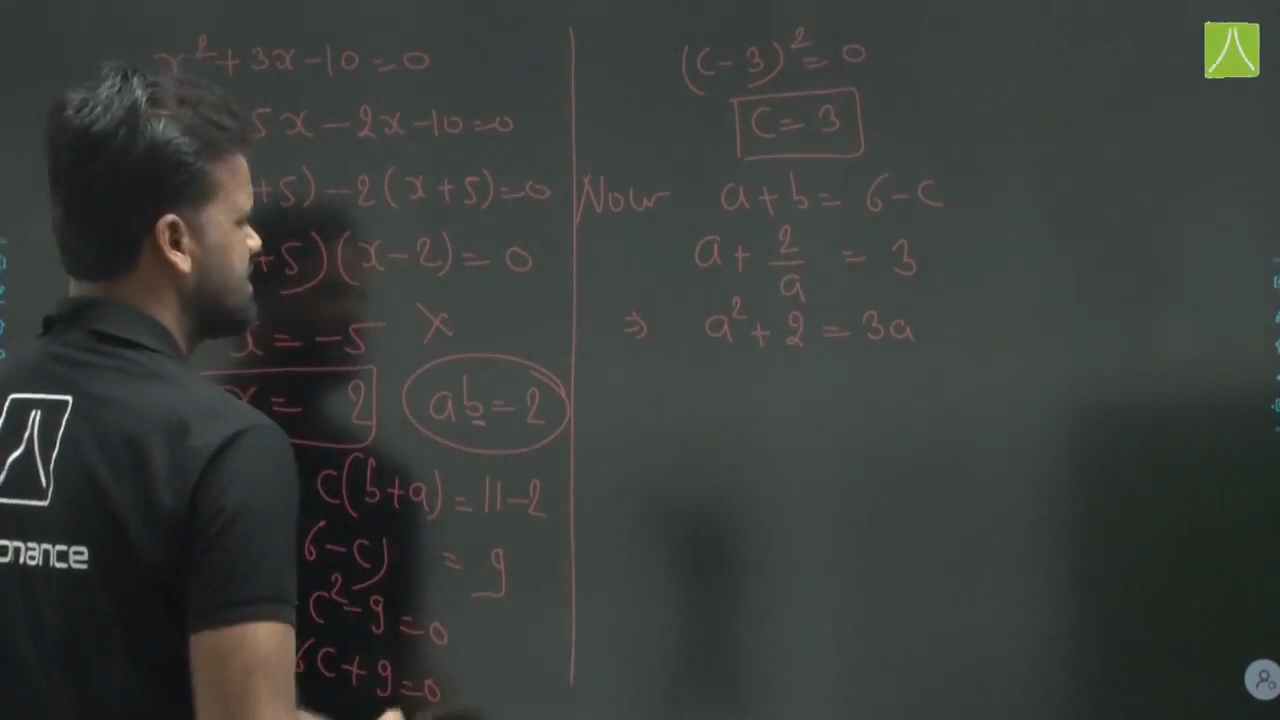 x²+3x-10=0
5x-2x-10=0
+5)-2(x+5)=0
+5)(x-2)=0
x=-5 X
x= 2 ab=2
c(b+a)=11-2
6-c) = 9
c²-9=0
6c+9=0
(c-3)²=0
c=3
Now a+b=6-c
a+2/a=3
⇒ a²+2=3a
onance